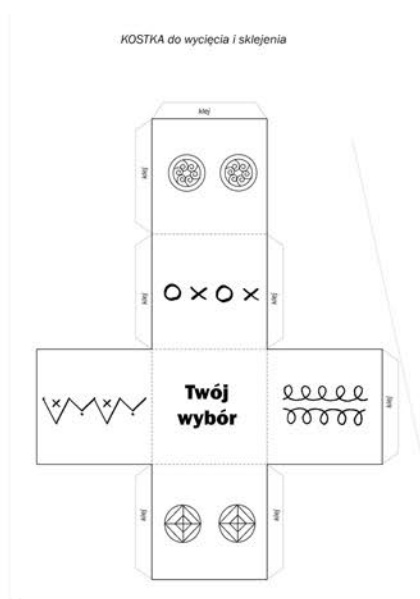 KOSTKA do wycięcia i sklejenia
klej
klej
klej
klej
O X O X
Twój
wybór
klej
klej
klej